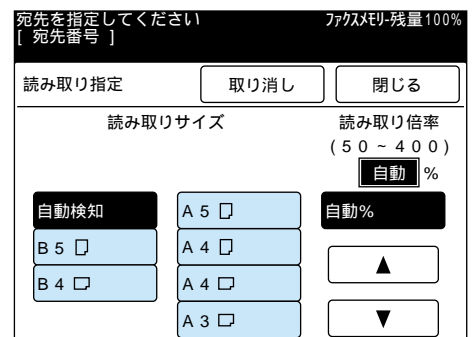 宛先を指定してください ファクスメモリ-残量100%
[ 宛先番号 ]
読み取り指定 取り消し 閉じる
読み取りサイズ 読み取り倍率
(50~400)
自動 %
自動検知 A5 自動%
B5 A4
B4 A4 ▲
A3 ▼